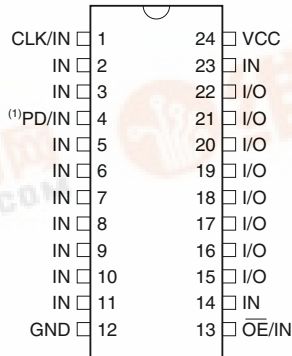 CLK/IN 1 24 VCC
IN 2 23 IN
IN 3 22 I/O
(1)PD/IN 4 21 I/O
IN 5 20 I/O
IN 6 19 I/O
IN 7 18 I/O
IN 8 17 I/O
IN 9 16 I/O
IN 10 15 I/O
IN 11 14 IN
GND 12 13 O̅E̅/IN